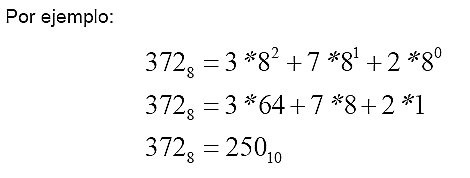 Por ejemplo:
372₈ = 3 *8² + 7 *8¹ + 2 *8⁰
372₈ = 3 *64 + 7 *8 + 2 *1
372₈ = 250₁₀